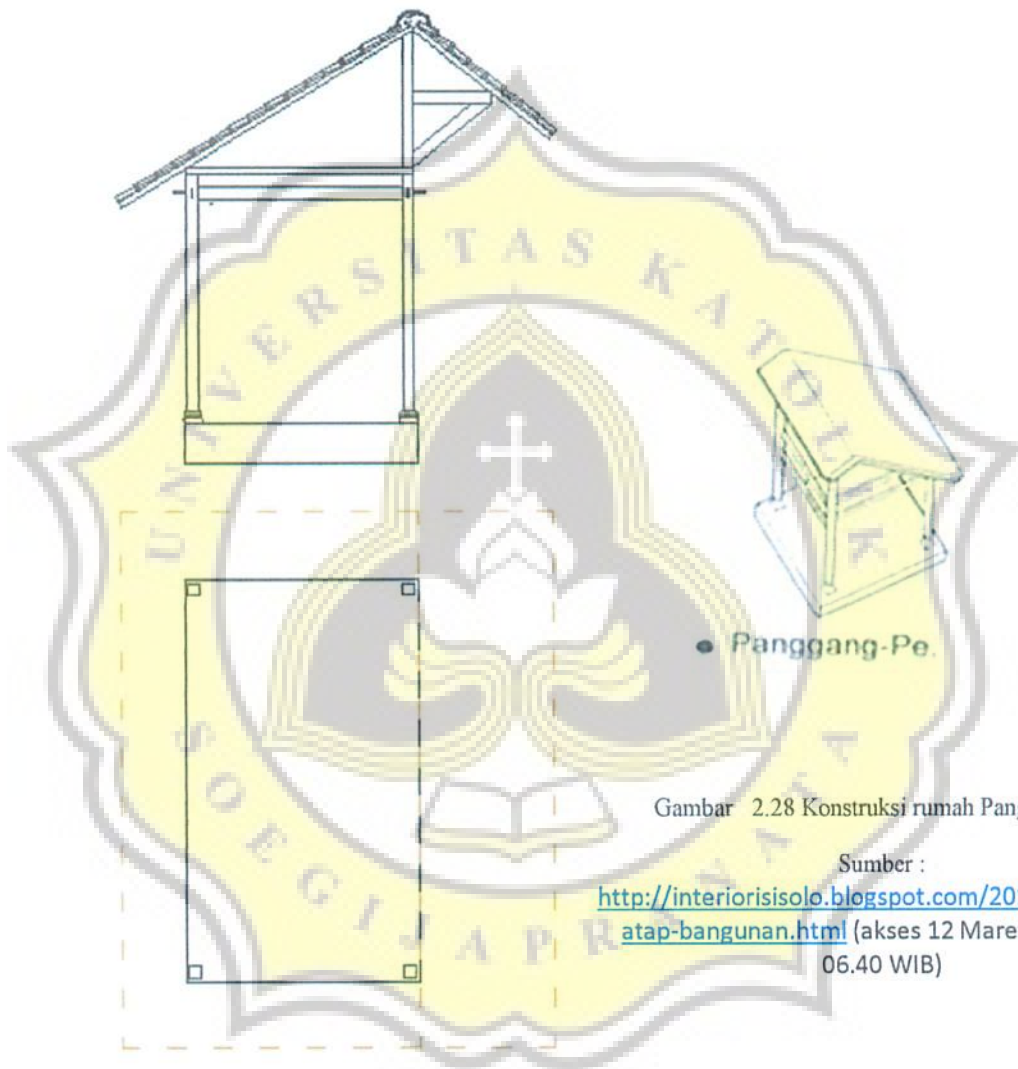 UNIVERSITAS KATOLIK
SOEGIJAPRANATA
Panggang-Pe.
Gambar 2.28 Konstruksi rumah Pan
Sumber :
http://interiorisisolo.blogspot.com/20
atap-bangunan.html (akses 12 Mare
06.40 WIB)